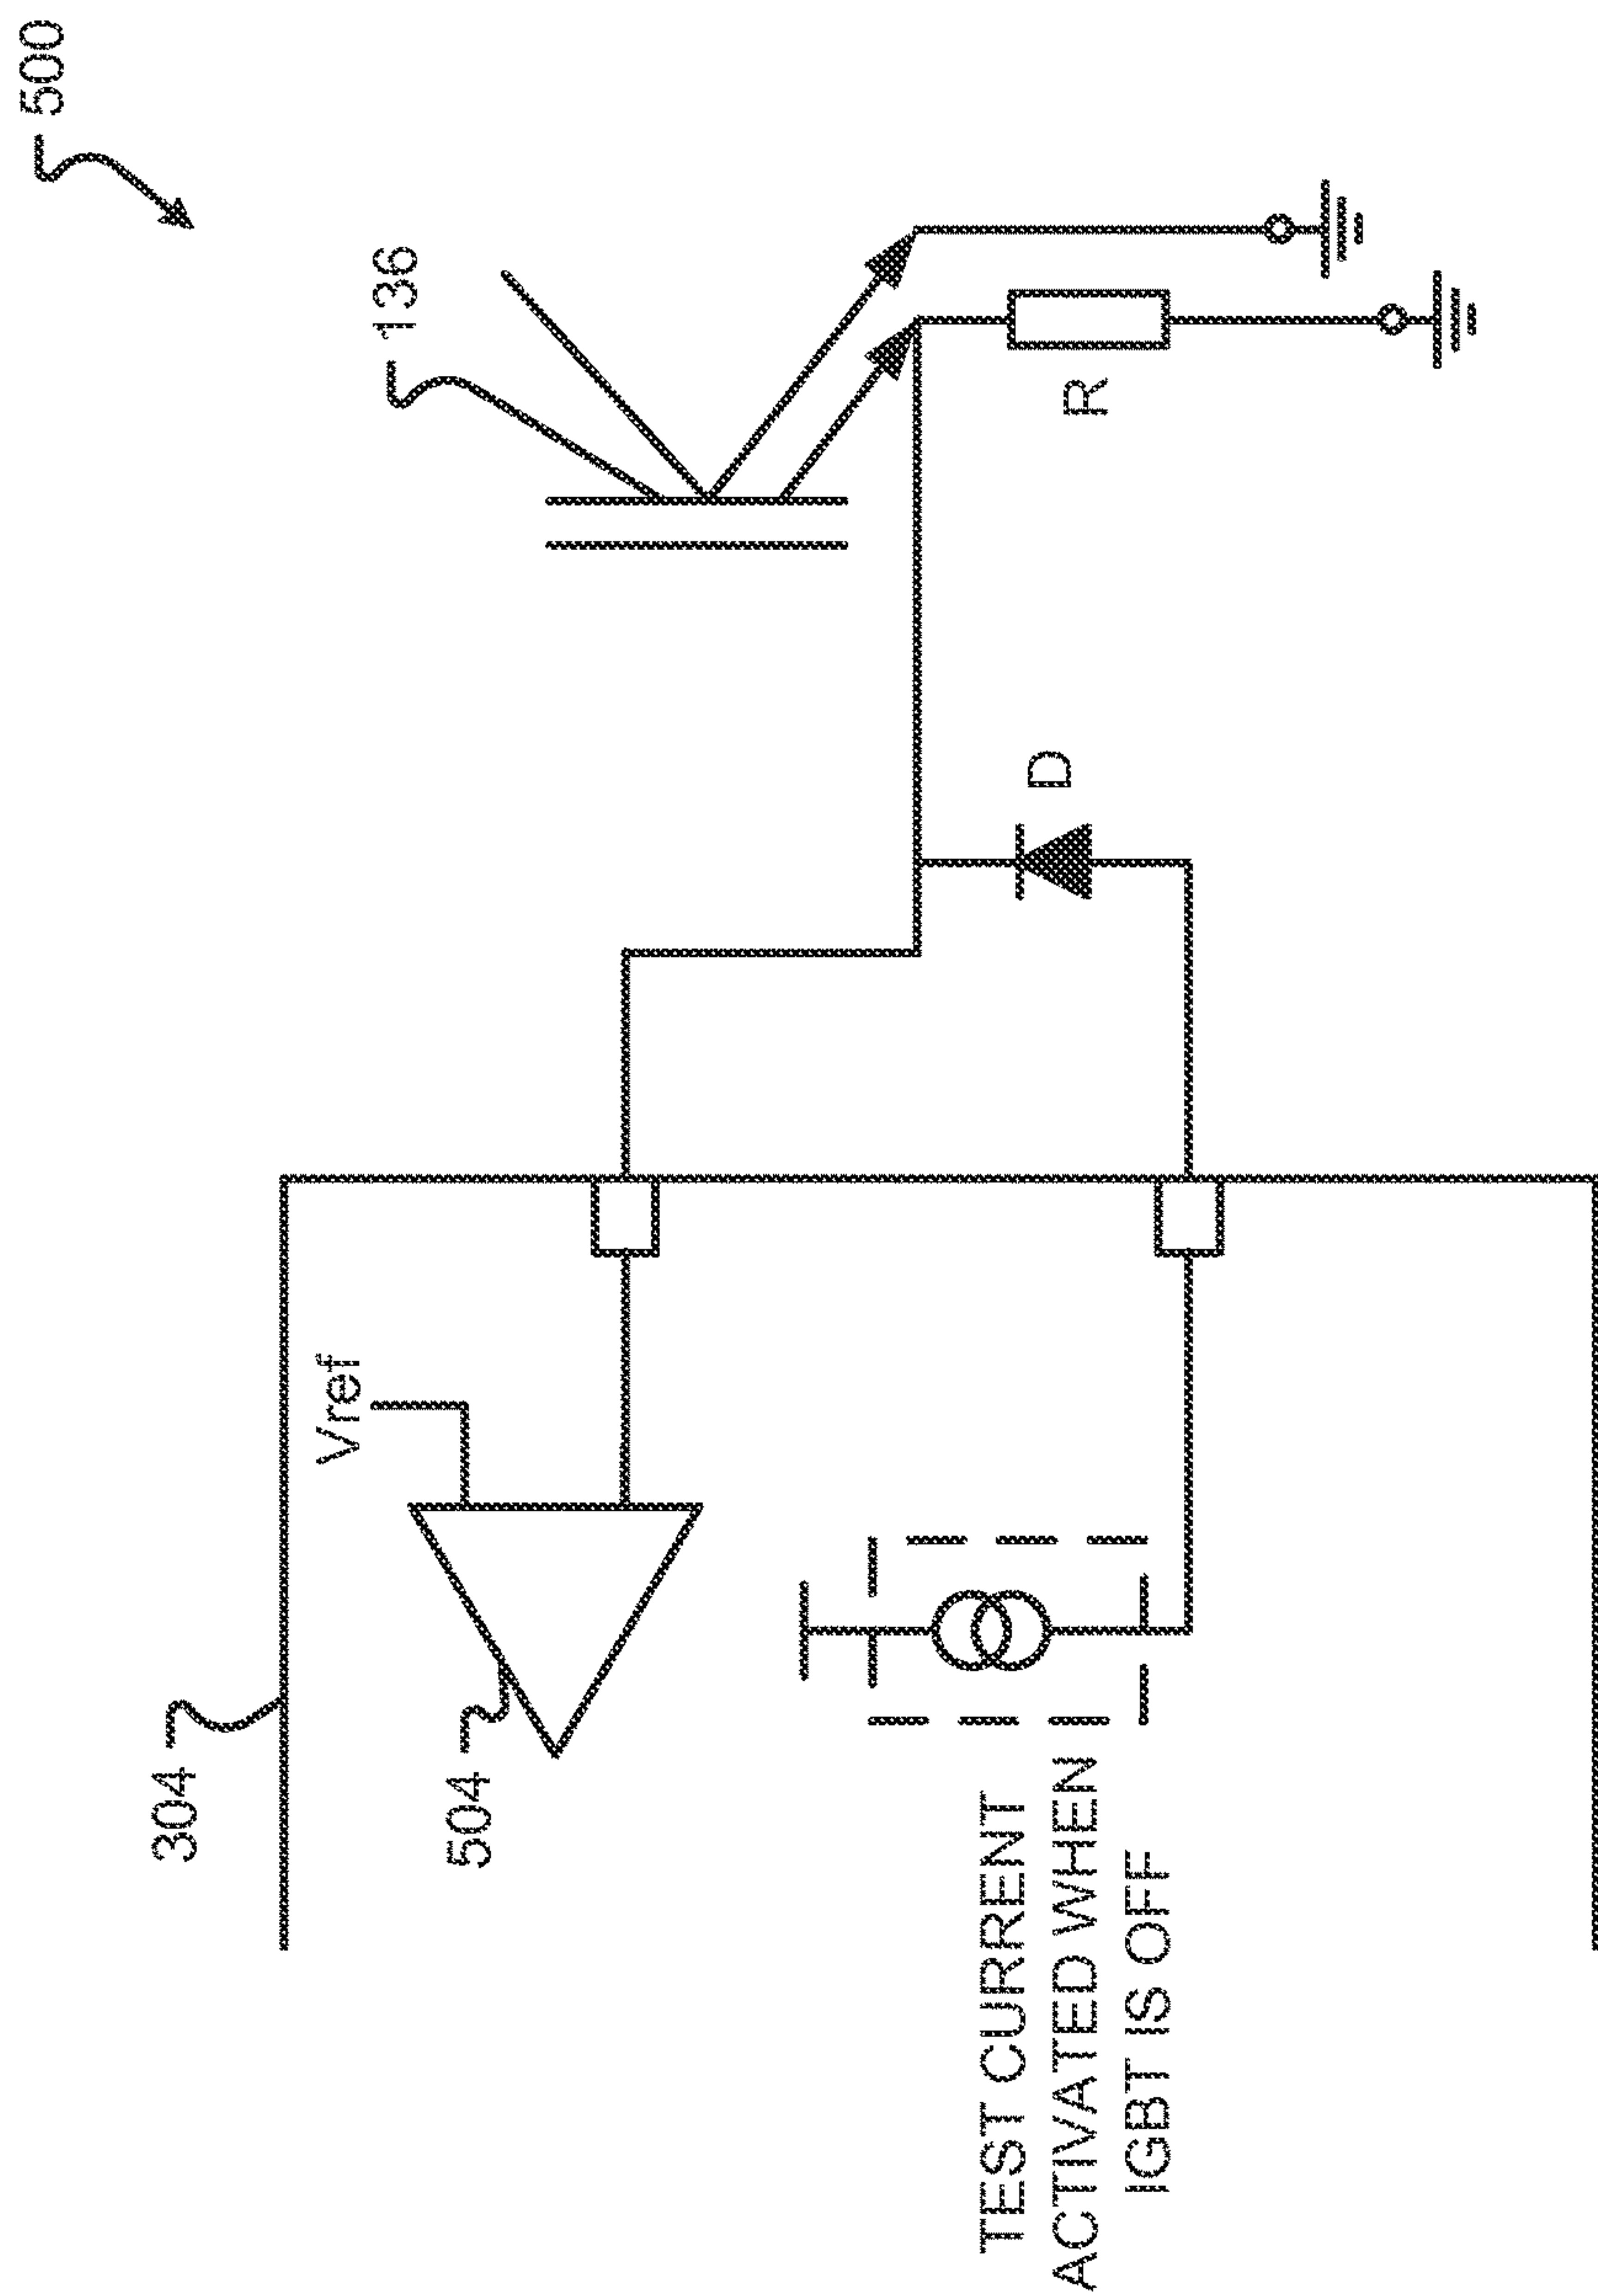 500
136
R
D
Vref
304
504
TEST CURRENT
ACTIVATED WHEN
IGBT IS OFF